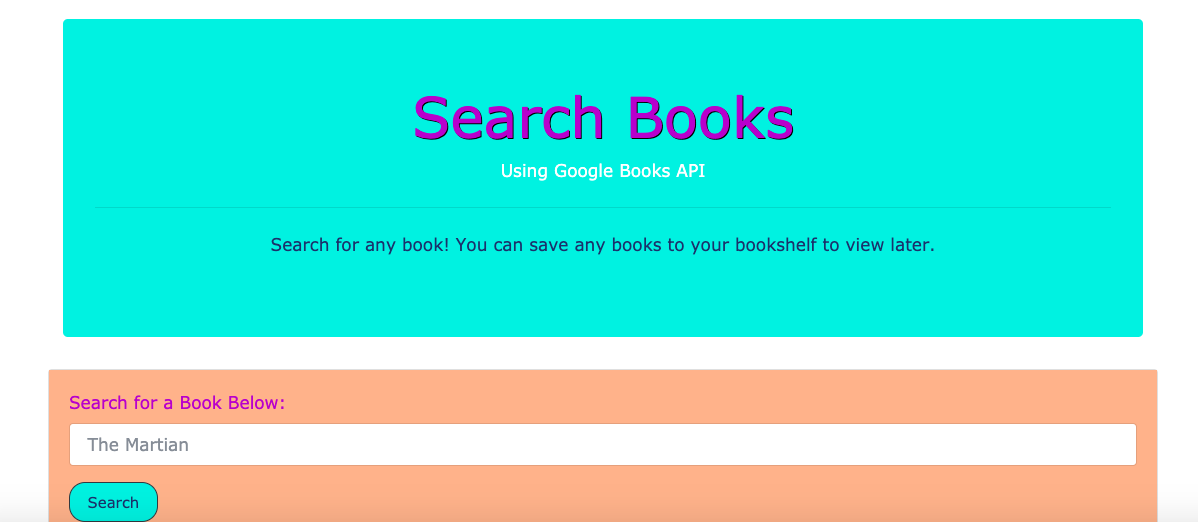 Search Books
Using Google Books API
Search for any book! You can save any books to your bookshelf to view later.
Search for a Book Below:
The Martian
Search